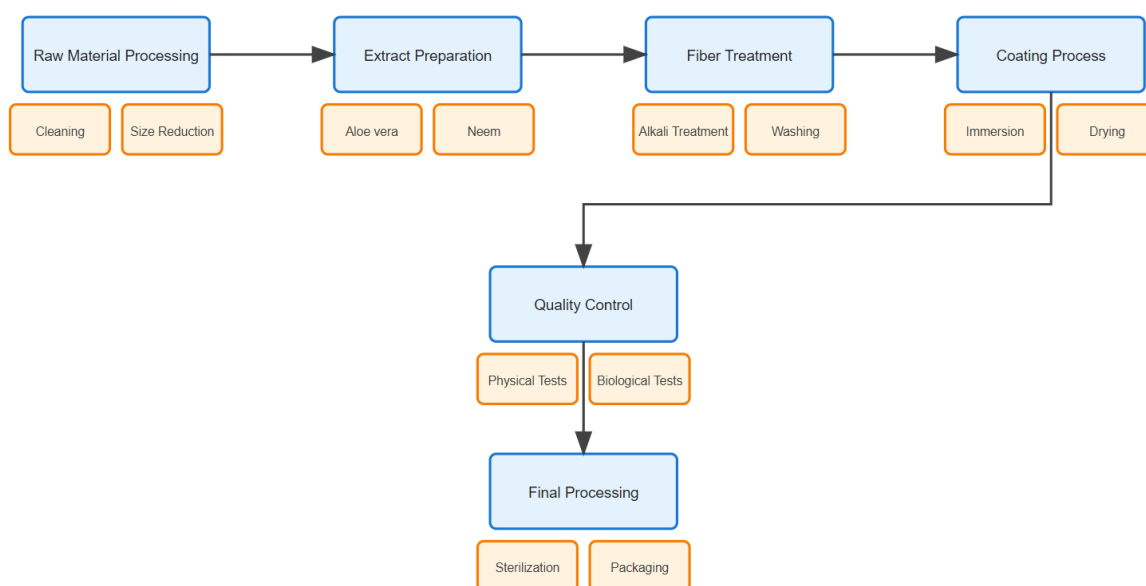 Raw Material Processing
Extract Preparation
Fiber Treatment
Coating Process
Cleaning
Size Reduction
Aloe vera
Neem
Alkali Treatment
Washing
Immersion
Drying
Quality Control
Physical Tests
Biological Tests
Final Processing
Sterilization
Packaging